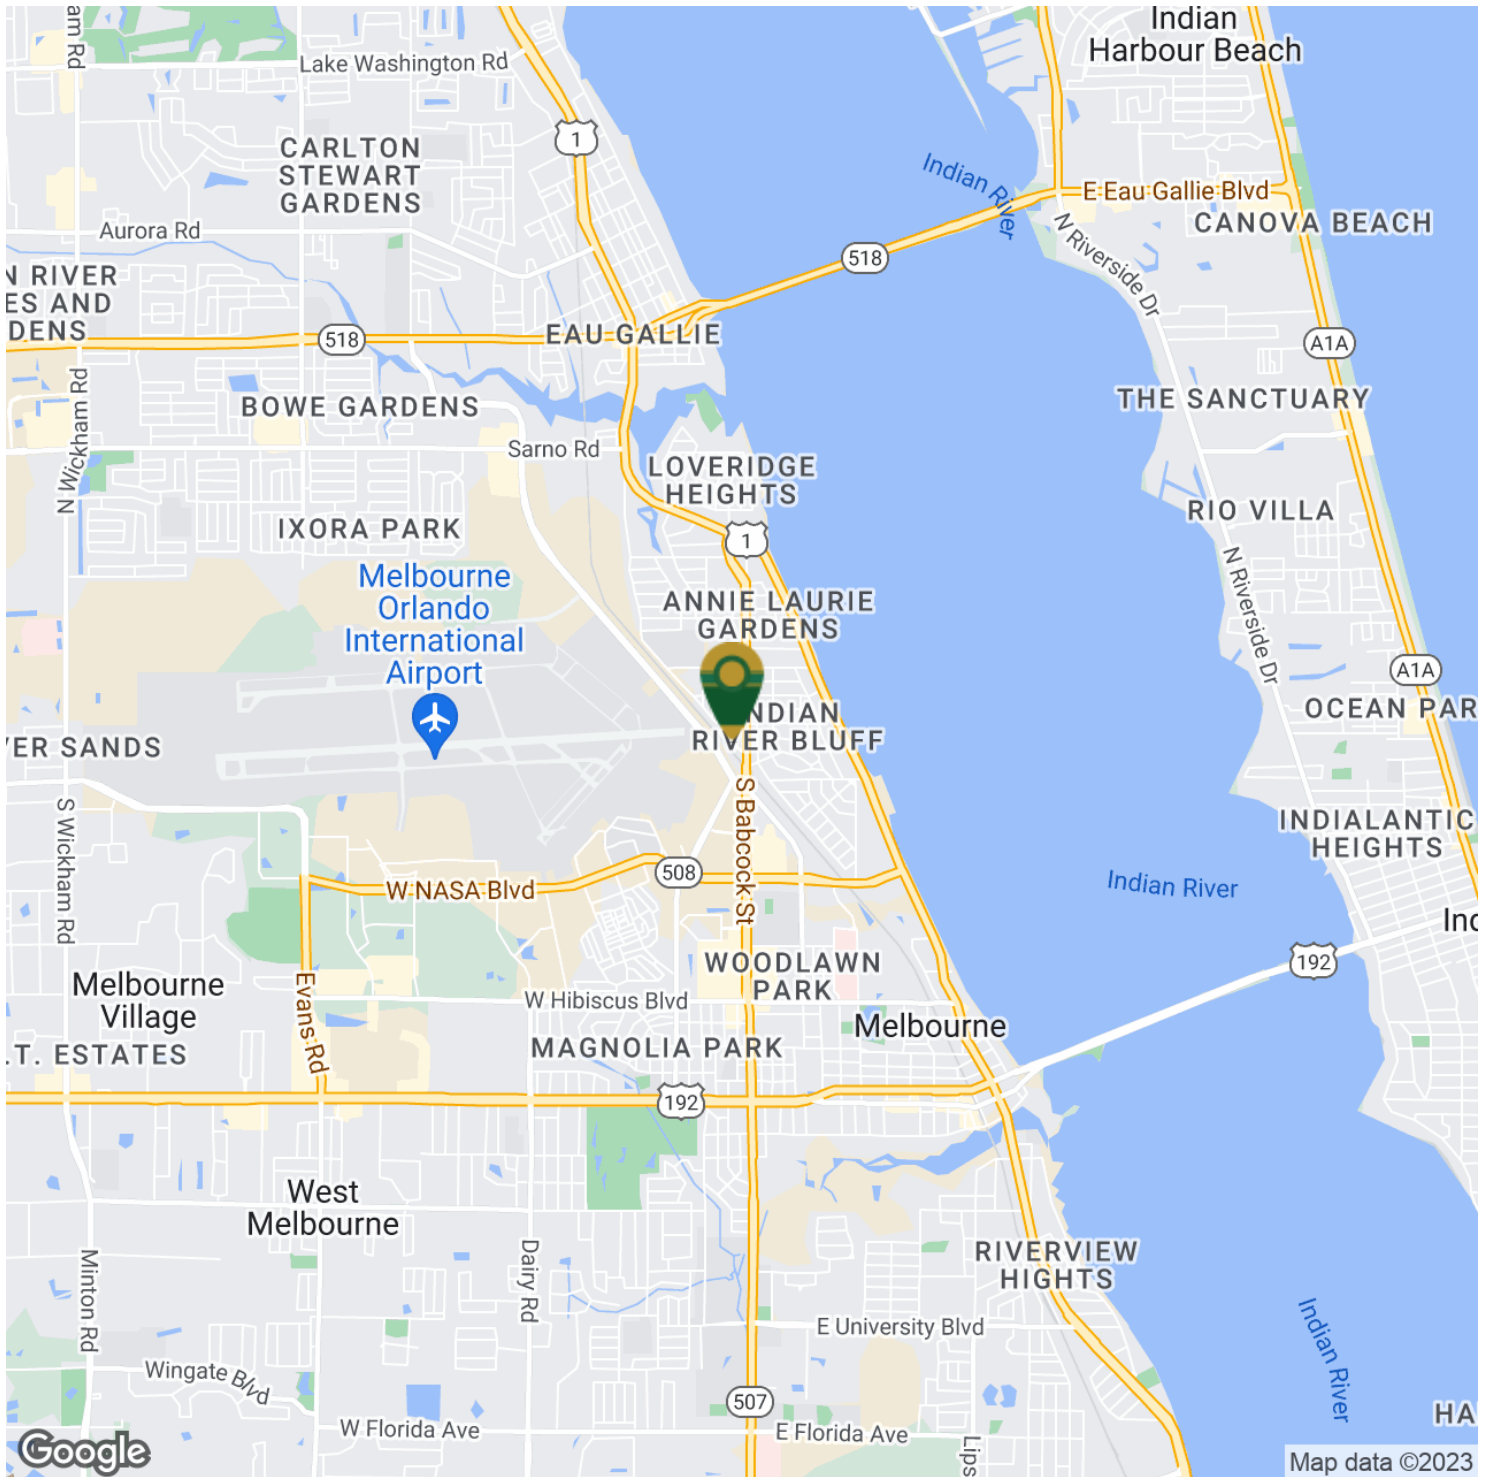 Indian
Harbour Beach
am Rd
Lake Washington Rd
1
CARLTON
STEWART
GARDENS
Indian River
E Eau Gallie Blvd
CANOVA BEACH
Aurora Rd
N Riverside Dr
518
N RIVER
ES AND
DENS
518
EAU GALLIE
A1A
N Wickham Rd
BOWE GARDENS
THE SANCTUARY
Sarno Rd
LOVERIDGE
HEIGHTS
RIO VILLA
IXORA PARK
1
N Riverside Dr
Melbourne
Orlando
International
Airport
ANNIE LAURIE
GARDENS
A1A
OCEAN PAR
NDIAN
RIVER BLUFF
VER SANDS
S Wickham Rd
S Babcock St
INDIALANTIC
HEIGHTS
508
W NASA Blvd
Indian River
Ind
WOODLAWN
PARK
192
Melbourne
Village
Evans Rd
W Hibiscus Blvd
Melbourne
.T. ESTATES
MAGNOLIA PARK
192
West
Melbourne
Minton Rd
Dairy Rd
RIVERVIEW
HIGHTS
E University Blvd
Indian River
Wingate Blvd
507
W Florida Ave
E Florida Ave
Lips
HA
Google
Map data ©2023